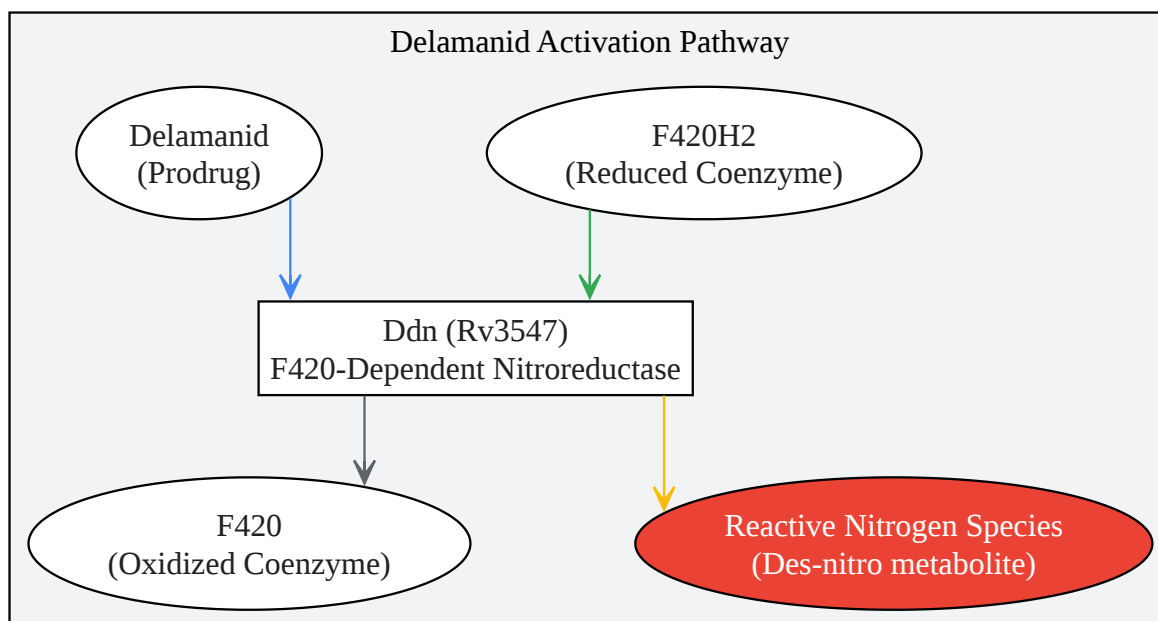 Delamanid Activation Pathway
Delamanid
(Prodrug)
F420H2
(Reduced Coenzyme)
Ddn (Rv3547)
F420-Dependent Nitroreductase
F420
(Oxidized Coenzyme)
Reactive Nitrogen Species
(Des-nitro metabolite)